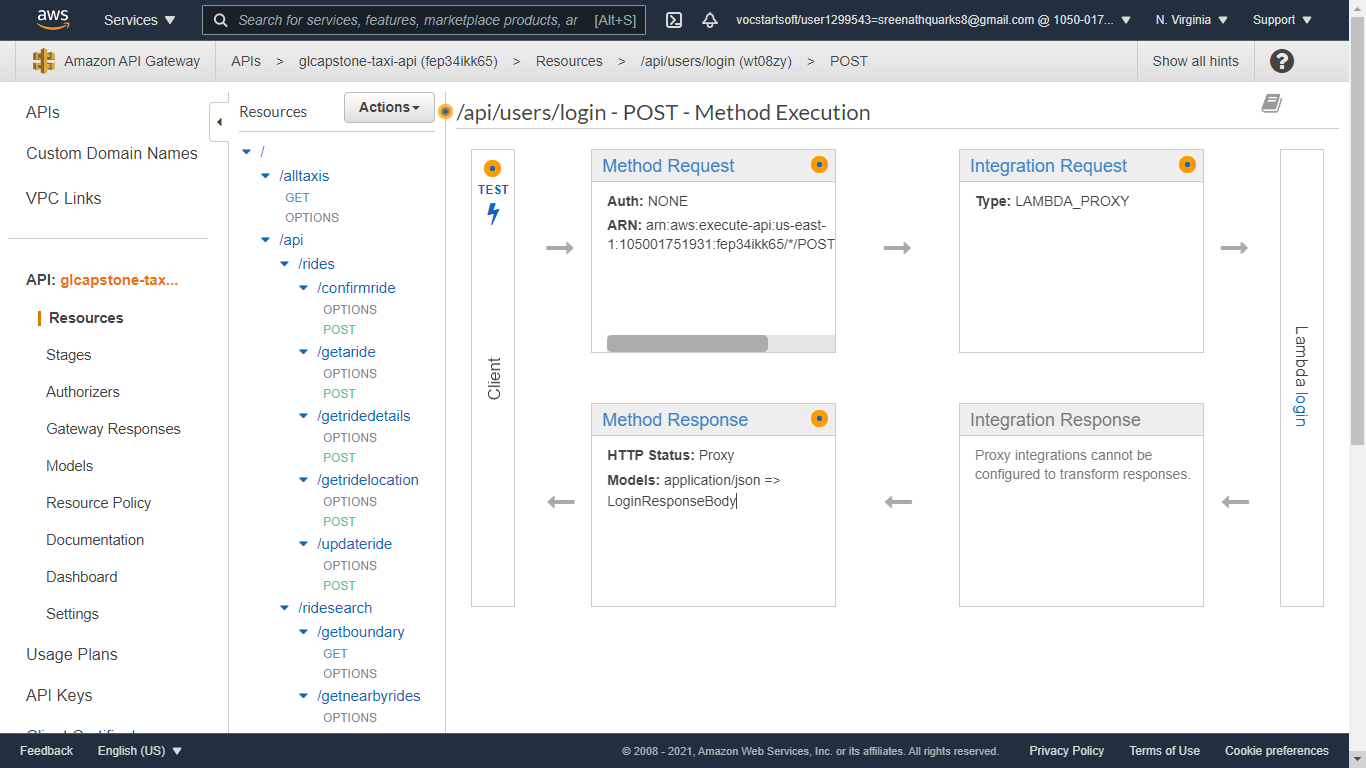 aws
Services
Search for services, features, marketplace products, ar [Alt+S]
vocstartsoft/user1299543=sreenathquarks8@gmail.com @ 1050-017...
N. Virginia
Support
Amazon API Gateway
APIs > glcapstone-taxi-api (fep34ikk65) > Resources > /api/users/login (wt08zy) > POST
Show all hints
?
APIs
Custom Domain Names
VPC Links
API: glcapstone-tax...
Resources
Stages
Authorizers
Gateway Responses
Models
Resource Policy
Documentation
Dashboard
Settings
Usage Plans
API Keys
Resources
Actions
/
/alltaxis
GET
OPTIONS
/api
/rides
/confirmride
OPTIONS
POST
/getaride
OPTIONS
POST
/getridedetails
OPTIONS
POST
/getridelocation
OPTIONS
POST
/updateride
OPTIONS
POST
/ridesearch
/getboundary
GET
OPTIONS
/getnearbyrides
OPTIONS
/api/users/login - POST - Method Execution
TEST
Client
Method Request
Auth: NONE
ARN: arn:aws:execute-api:us-east-
1:105001751931:fep34ikk65/*/POST
Integration Request
Type: LAMBDA_PROXY
Lambda login
Method Response
HTTP Status: Proxy
Models: application/json =>
LoginResponseBody
Integration Response
Proxy integrations cannot be
configured to transform responses.
Feedback
English (US)
© 2008 - 2021, Amazon Web Services, Inc. or its affiliates. All rights reserved.
Privacy Policy
Terms of Use
Cookie preferences